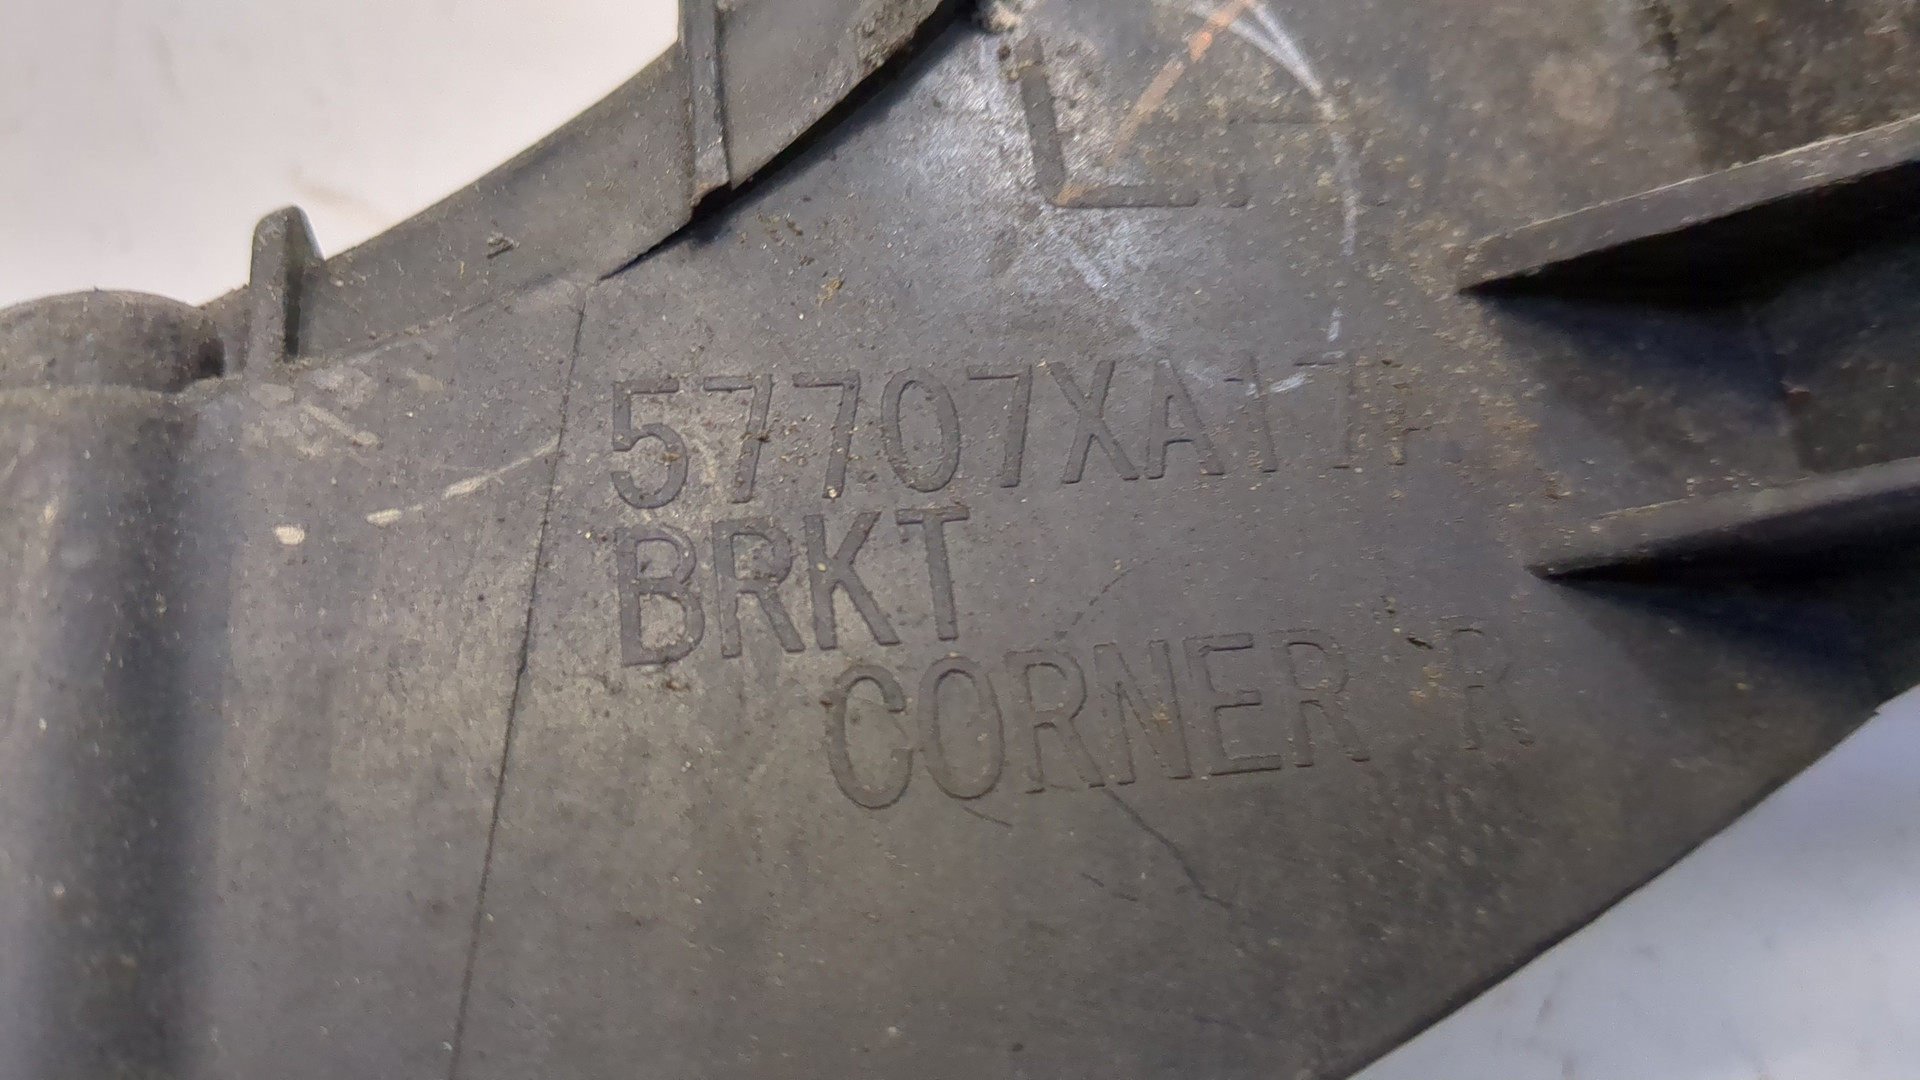 L
57707XA17
BRKT
CORNER R